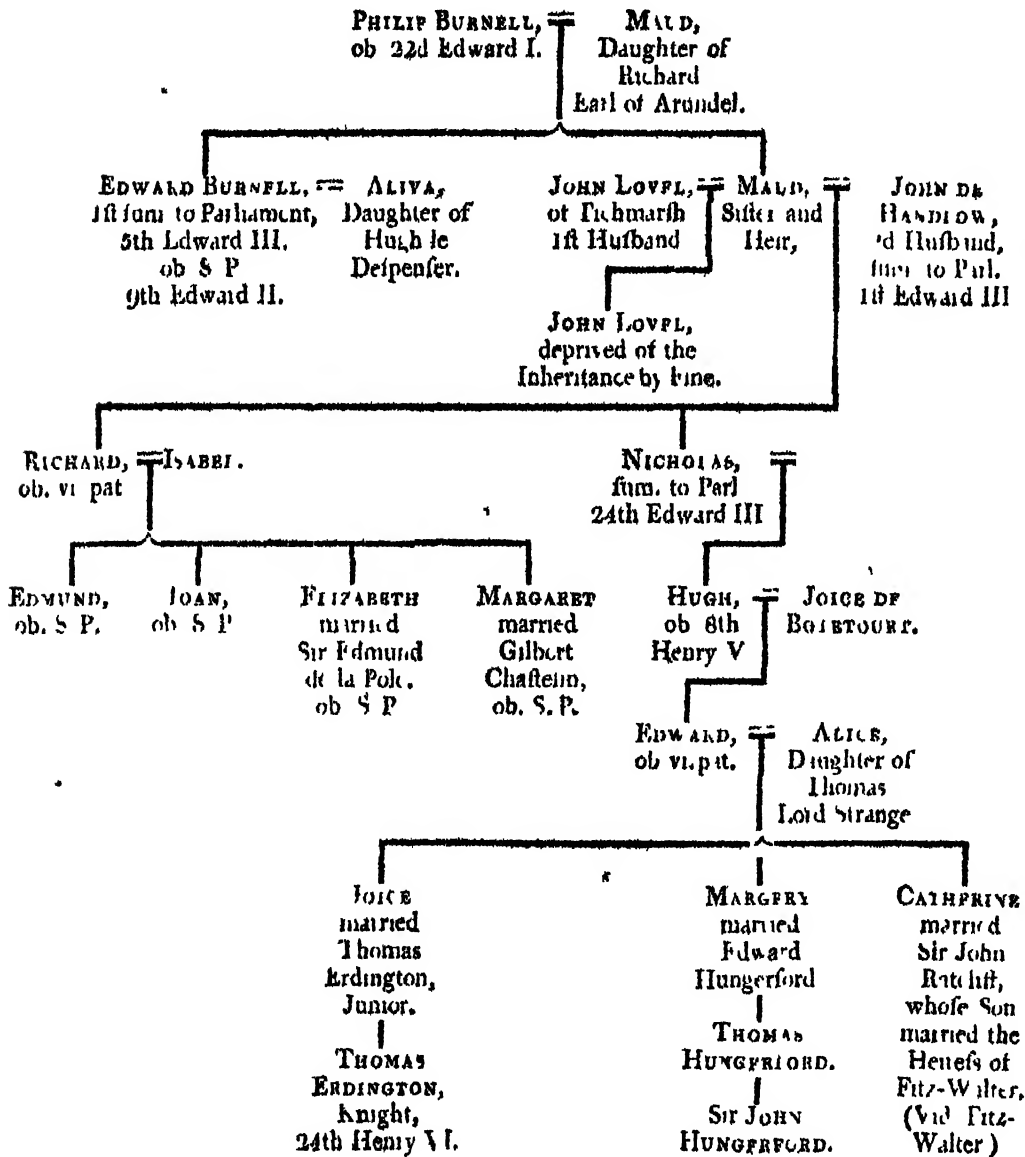 PHILIP BURNELL,
ob 22d Edward I.
MALD,
Daughter of
Richard
Earl of Arundel.
EDWARD BURNELL,
1ſt ſum to Parliament,
5th Edward III.
ob S P
9th Edward II.
ALIVA,
Daughter of
Hugh le
Deſpenſer.
JOHN LOVEL,
of Tichmarſh
1ſt Huſband
MALD,
Siſter and
Heir,
JOHN DE
HANDLOW,
'd Huſband,
ſum to Parl.
1ſt Edward III
JOHN LOVEL,
deprived of the
Inheritance by Fine.
RICHARD,
ob. vi pat
ISABEL.
NICHOLAS,
ſum. to Parl
24th Edward III
EDMUND,
ob. S P.
JOAN,
ob S P
ELIZABETH
married
Sir Edmund
de la Pole.
ob S P
MARGARET
married
Gilbert
Chaſtelin,
ob. S. P.
HUGH,
ob 8th
Henry V
JOICE DE
BOTETOURT.
EDWARD,
ob vi.pat.
ALICE,
Daughter of
Thomas
Lord Strange
JOICE
married
Thomas
Erdington,
Junior.
THOMAS
ERDINGTON,
Knight,
24th Henry VI.
MARGERY
married
Edward
Hungerford
THOMAS
HUNGERFORD.
SIR JOHN
HUNGERFORD.
CATHERINE
married
Sir John
Ratcliff,
whoſe Son
married the
Heireſs of
Fitz-Walter,
(Vid Fitz-
Walter )